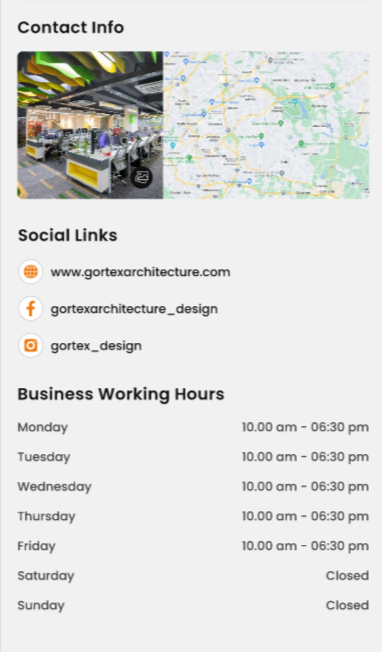 Contact Info
Social Links
www.gortexarchitecture.com
gortexarchitecture_design
gortex_design
Business Working Hours
Monday 10.00 am - 06:30 pm
Tuesday 10.00 am - 06:30 pm
Wednesday 10.00 am - 06:30 pm
Thursday 10.00 am - 06:30 pm
Friday 10.00 am - 06:30 pm
Saturday Closed
Sunday Closed